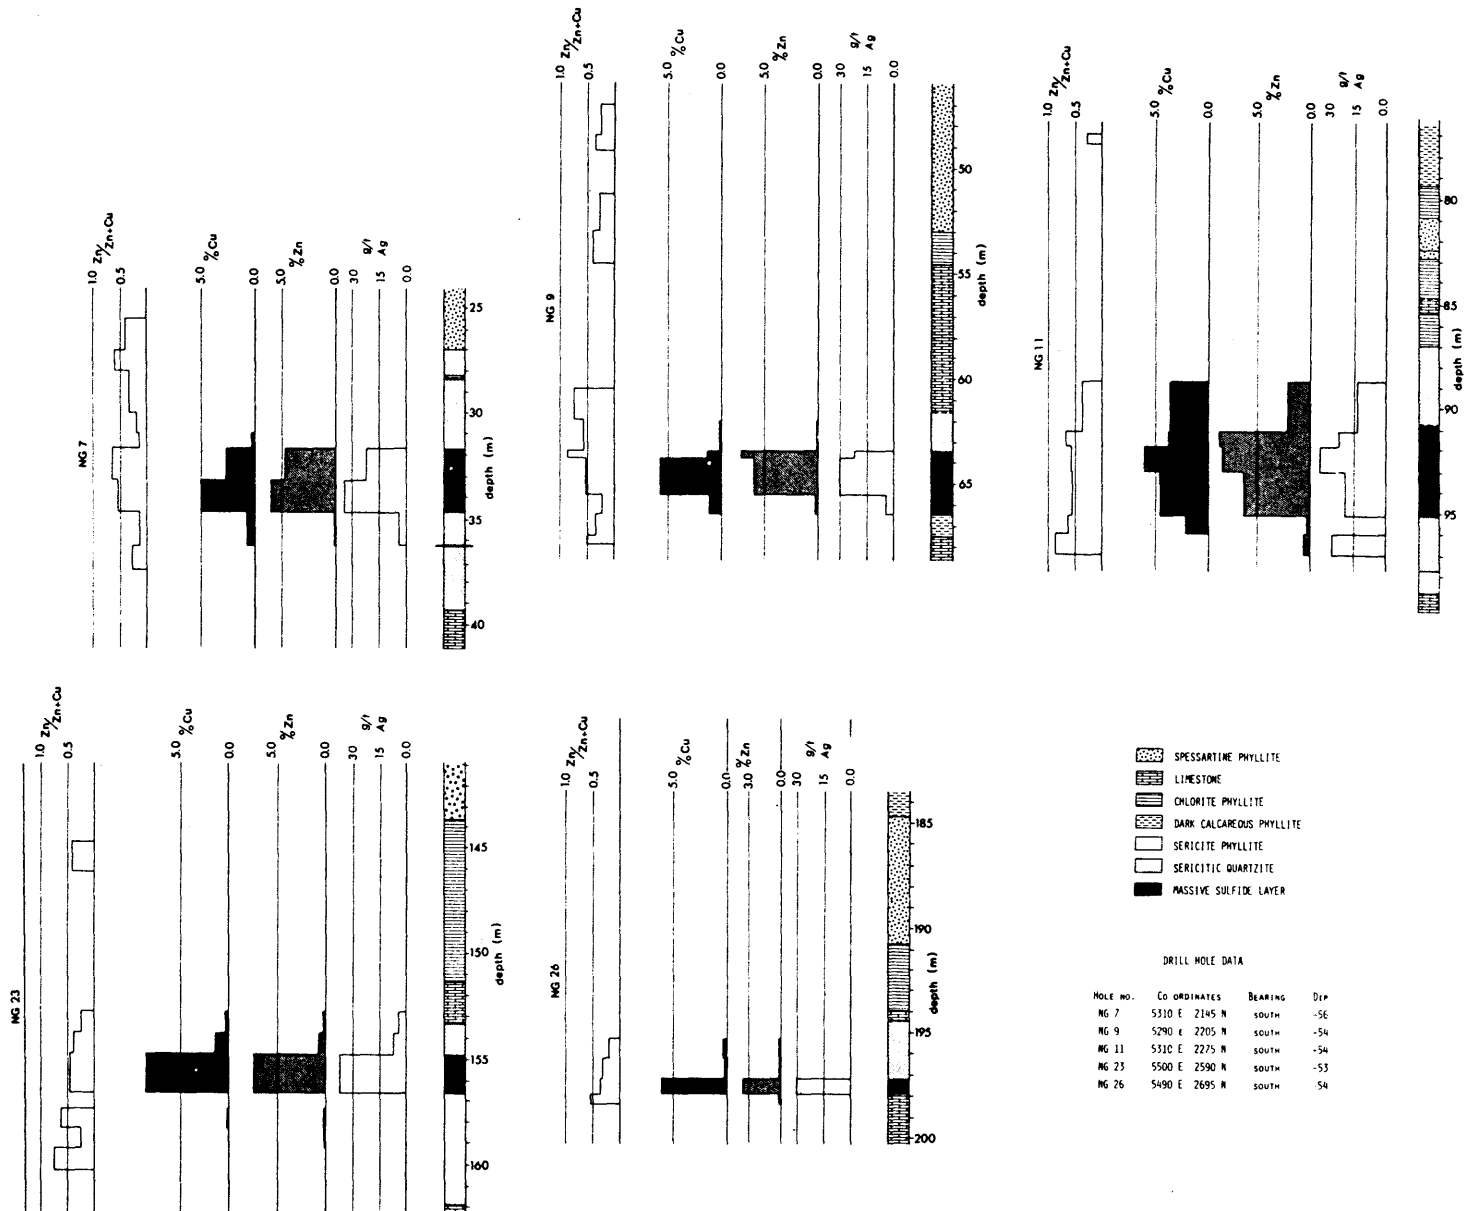 NG 7
1.0 Zn/Zn+Cu
0.5
5.0 %Cu
0.0
5.0 %Zn
0.0
30 g/t
15 Ag
0.0
25
30
35
40
depth (m)
NG 9
1.0 Zn/Zn+Cu
0.5
5.0 %Cu
0.0
5.0 %Zn
0.0
30 g/t
15 Ag
0.0
50
55
60
65
depth (m)
NG 11
1.0 Zn/Zn+Cu
0.5
5.0 %Cu
0.0
5.0 %Zn
0.0
30 g/t
15 Ag
0.0
80
85
90
95
depth (m)
NG 23
1.0 Zn/Zn+Cu
0.5
5.0 %Cu
0.0
5.0 %Zn
0.0
30 g/t
15 Ag
0.0
145
150
155
160
depth (m)
NG 26
1.0 Zn/Zn+Cu
0.5
5.0 %Cu
0.0
3.0 %Zn
0.0
30 g/t
15 Ag
0.0
185
190
195
200
depth (m)
SPESSARTINE PHYLLITE
LIMESTONE
CHLORITE PHYLLITE
DARK CALCAREOUS PHYLLITE
SERICITE PHYLLITE
SERICITIC QUARTZITE
MASSIVE SULFIDE LAYER
DRILL HOLE DATA
HOLE NO. CO ORDINATES BEARING DIP
NG 7 5310 E 2145 N SOUTH -56
NG 9 5290 E 2205 N SOUTH -54
NG 11 5310 E 2275 N SOUTH -54
NG 23 5500 E 2590 N SOUTH -53
NG 26 5490 E 2695 N SOUTH -54